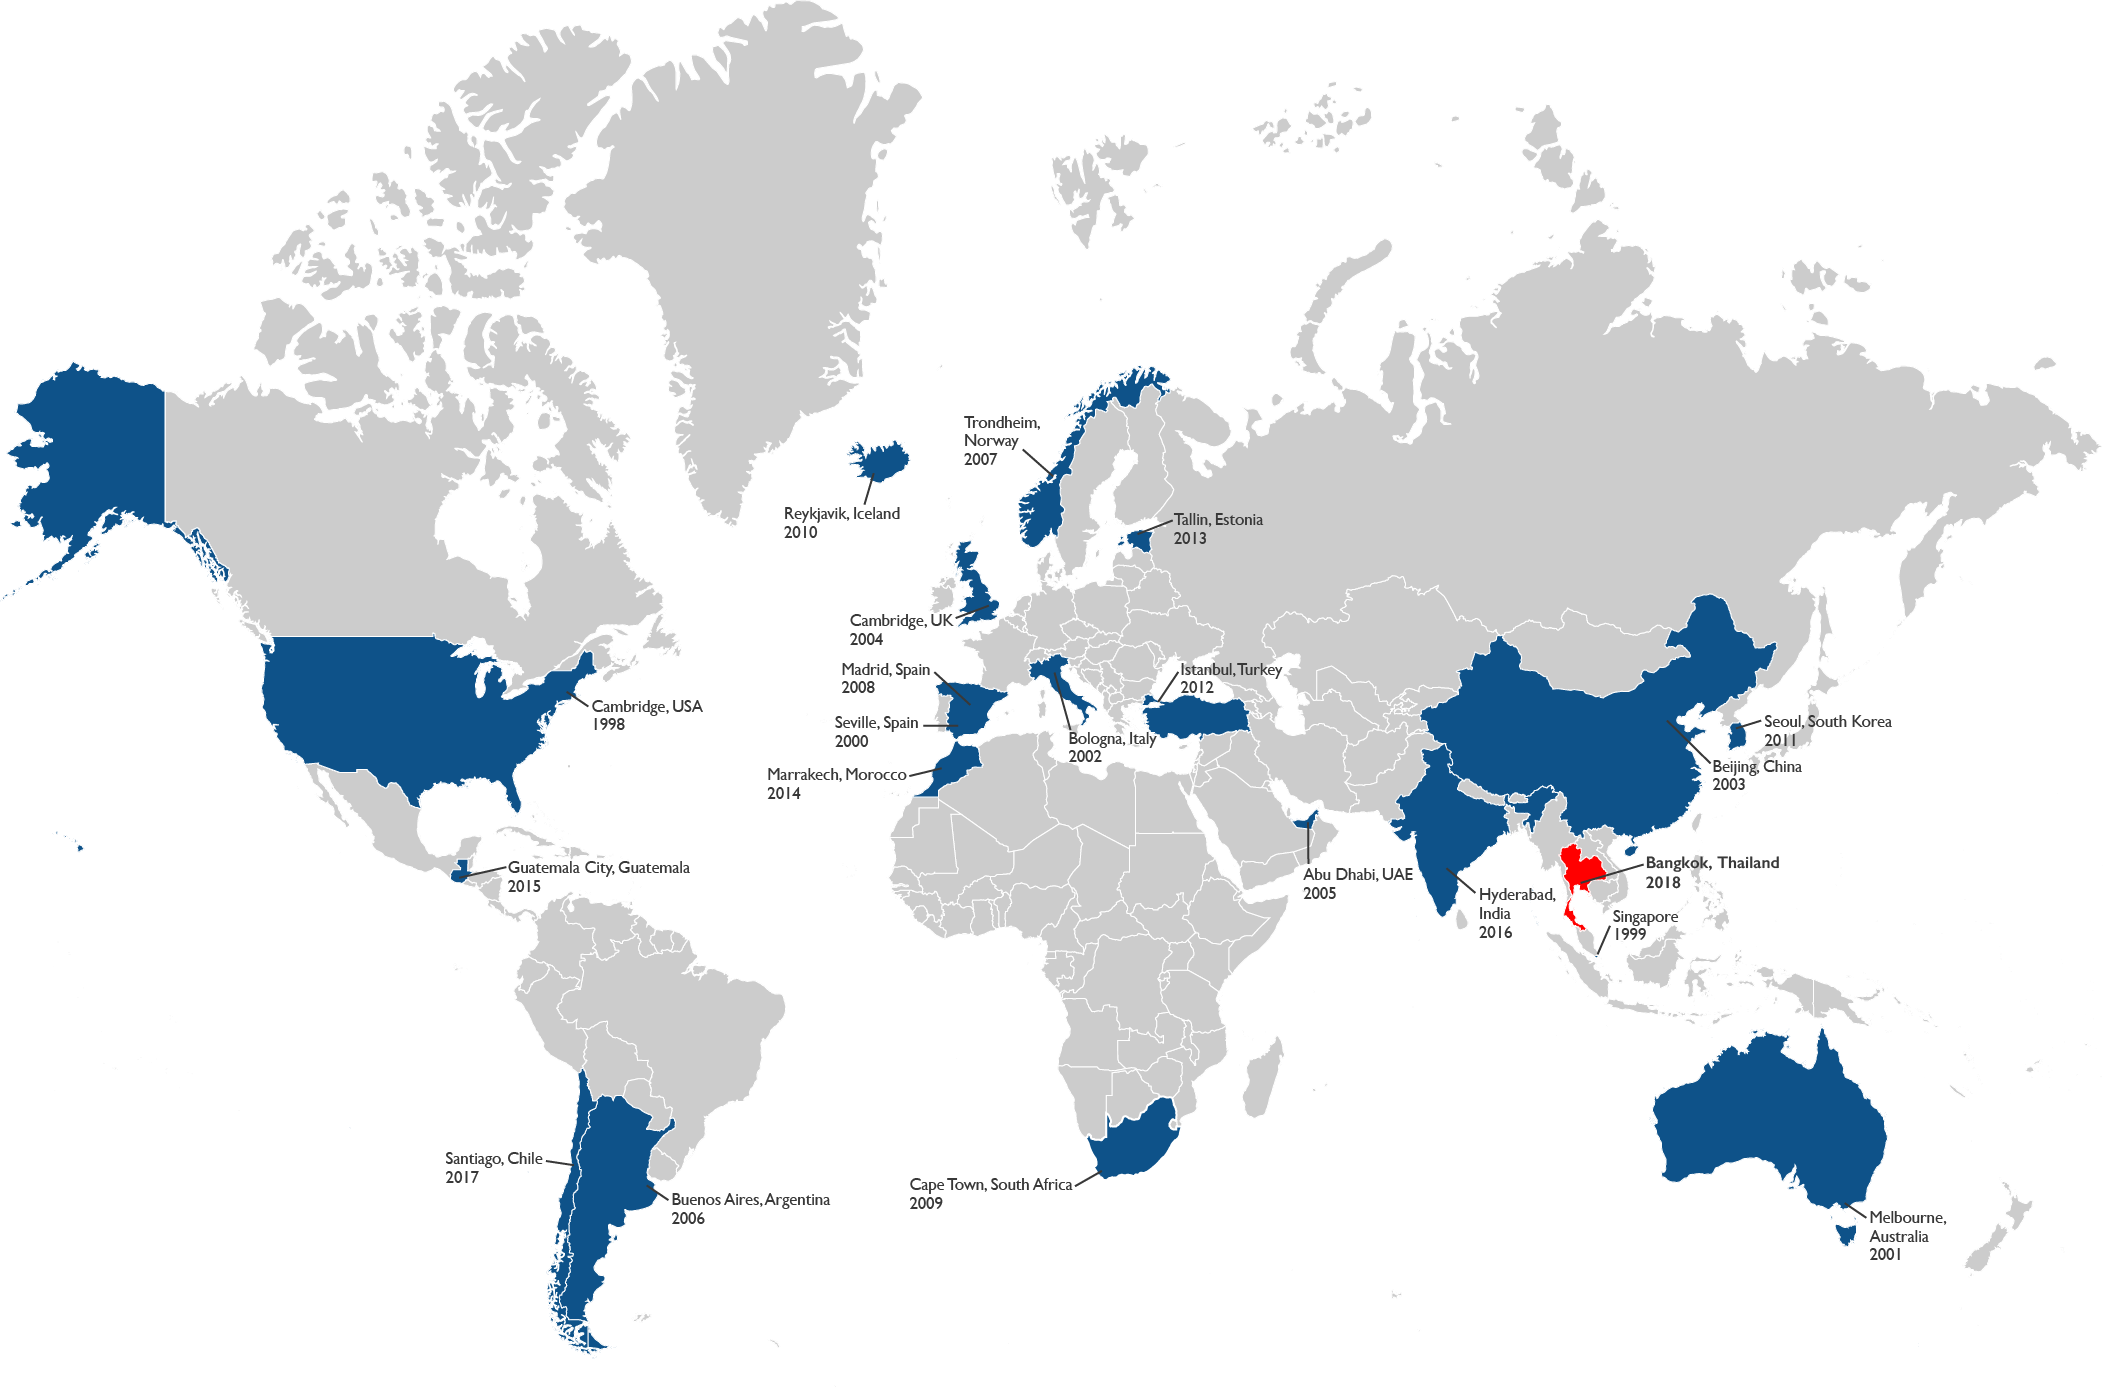 Trondheim,
Norway
2007
Reykjavik, Iceland
2010
Tallin, Estonia
2013
Cambridge, UK
2004
Madrid, Spain
2008
Istanbul, Turkey
2012
Cambridge, USA
1998
Seville, Spain
2000
Bologna, Italy
2002
Seoul, South Korea
2011
Beijing, China
2003
Marrakech, Morocco
2014
Guatemala City, Guatemala
2015
Abu Dhabi, UAE
2005
Hyderabad,
India
2016
Bangkok, Thailand
2018
Singapore
1999
Santiago, Chile
2017
Buenos Aires, Argentina
2006
Cape Town, South Africa
2009
Melbourne,
Australia
2001